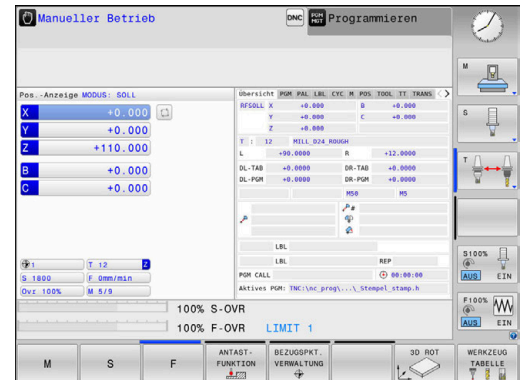 Manueller Betrieb
DNC
PGM MGT
Programmieren
Pos.-Anzeige MODUS: SOLL
X +0.000
Y +0.000
Z +110.000
B +0.000
C +0.000
1 T 12 Z
S 1800 F 0mm/min
Ovr 100% M 5/9
Übersicht PGM PAL LBL CYC M POS TOOL TT TRANS
RFSOLL X +0.000 B +0.000
Y +0.000 C +0.000
Z +0.000
T : 12 MILL_D24_ROUGH
L +90.0000 R +12.0000
DL-TAB +0.0000 DR-TAB +0.0000
DL-PGM +0.0000 DR-PGM +0.0000
M50 M5
P
P
LBL
LBL REP
PGM CALL 00:00:00
Aktives PGM: TNC:\nc_prog\...\_Stempel_stamp.h
100% S-OVR
100% F-OVR LIMIT 1
M
S
T
S100%
AUS EIN
F100%
AUS EIN
M
S
F
ANTAST-
FUNKTION
BEZUGSPKT.
VERWALTUNG
3D ROT
WERKZEUG
TABELLE